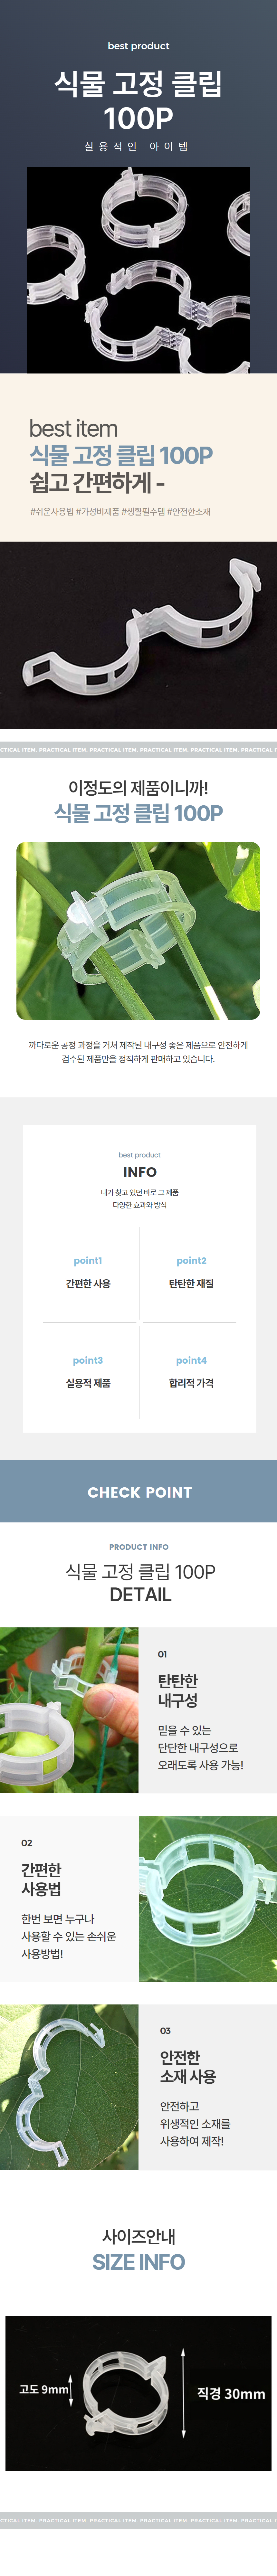 best product
식물 고정 클립
100P
실용적인 아이템
best item
식물 고정 클립 100P
쉽고 간편하게 -
#쉬운사용법 #가성비제품 #생활필수템 #안전한소재
CTICAL ITEM. PRACTICAL ITEM. PRACTICAL ITEM. PRACTICAL ITEM. PRACTICAL ITEM. PRACTICAL I
이정도의 제품이니까!
식물 고정 클립 100P
까다로운 공정 과정을 거쳐 제작된 내구성 좋은 제품으로 안전하게
검수된 제품만을 정직하게 판매하고 있습니다.
best product
INFO
내가 찾고 있던 바로 그 제품
다양한 효과와 방식
point1
간편한 사용
point2
탄탄한 재질
point3
실용적 제품
point4
합리적 가격
CHECK POINT
PRODUCT INFO
식물 고정 클립 100P
DETAIL
01
탄탄한
내구성
믿을 수 있는
단단한 내구성으로
오래도록 사용 가능!
02
간편한
사용법
한번 보면 누구나
사용할 수 있는 손쉬운
사용방법!
03
안전한
소재 사용
안전하고
위생적인 소재를
사용하여 제작!
사이즈안내
SIZE INFO
고도 9mm
직경 30mm
CTICAL ITEM. PRACTICAL ITEM. PRACTICAL ITEM. PRACTICAL ITEM. PRACTICAL ITEM. PRACTICAL I